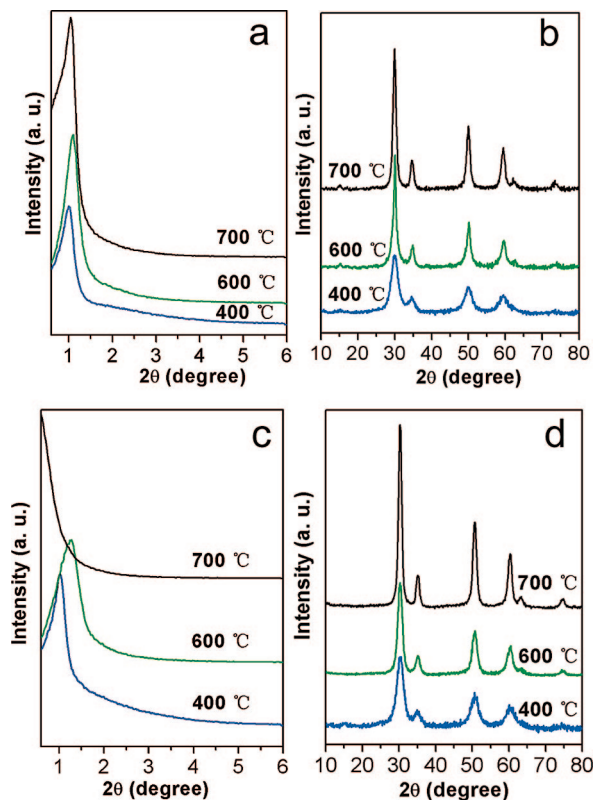 a
Intensity (a. u.)
700 ℃
600 ℃
400 ℃
1 2 3 4 5 6
2θ (degree)
b
Intensity (a. u.)
700 ℃
600 ℃
400 ℃
10 20 30 40 50 60 70 80
2θ (degree)
c
Intensity (a. u.)
700 ℃
600 ℃
400 ℃
1 2 3 4 5 6
2θ (degree)
d
Intensity (a. u.)
700 ℃
600 ℃
400 ℃
10 20 30 40 50 60 70 80
2θ (degree)